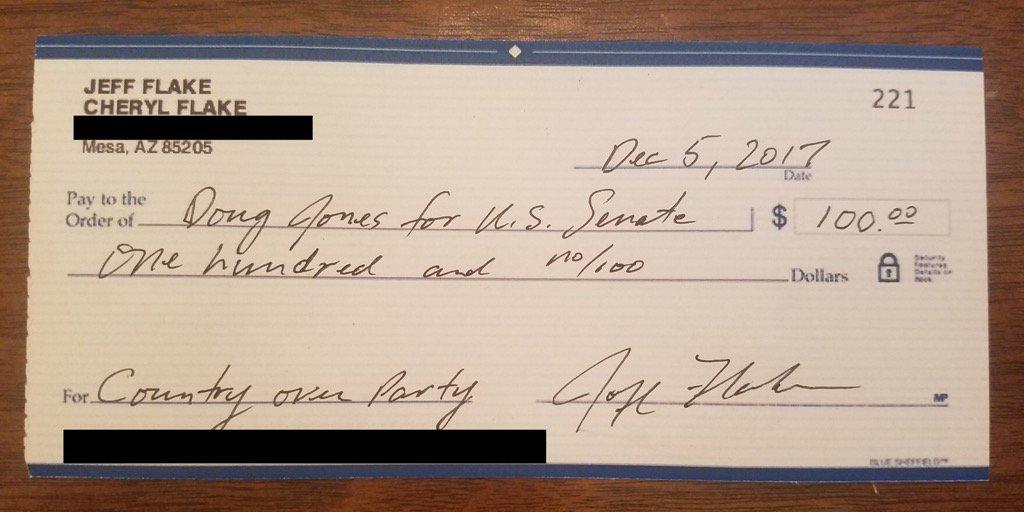 JEFF FLAKE
CHERYL FLAKE
221
Mesa, AZ 85205
Dec 5, 2017
Date
Pay to the
Order of Doug Jones for U.S. Senate $ 100.00
One hundred and no/100 Dollars
Security
Features
Details on
Back
For Country over Party Jeff Flake
MP
BLUE SHEFFIELD™